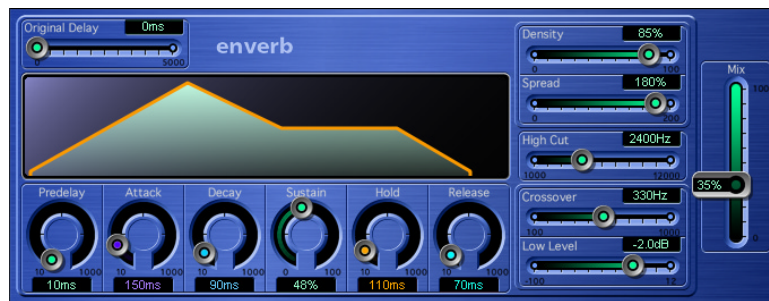 Original Delay 0ms
0 5000
enverb
Density 85%
0 100
Spread 180%
0 200
High Cut 2400Hz
1000 12000
Crossover 330Hz
100 1000
Low Level -2.0dB
-100 12
Mix
100
35%
0
Predelay Attack Decay Sustain Hold Release
10 1000 10 1000 10 1000 0 100 10 1000 10 1000
10ms 150ms 90ms 48% 110ms 70ms